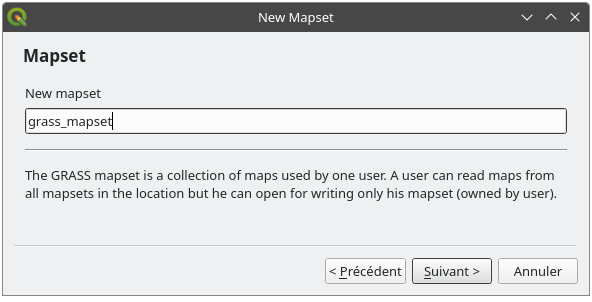 New Mapset
Mapset
New mapset
grass_mapset
The GRASS mapset is a collection of maps used by one user. A user can read maps from
all mapsets in the location but he can open for writing only his mapset (owned by user).
< Précédent Suivant > Annuler